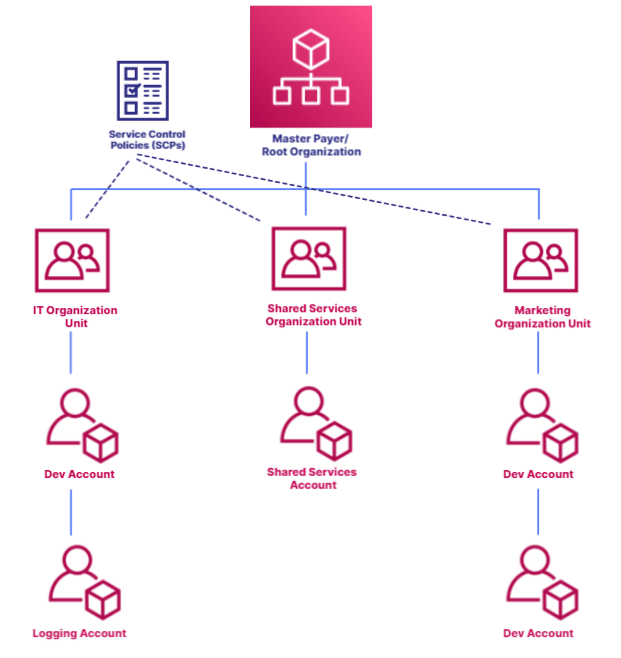 Service Control
Policies (SCPs)
Master Payer/
Root Organization
IT Organization
Unit
Shared Services
Organization Unit
Marketing
Organization Unit
Dev Account
Shared Services
Account
Dev Account
Logging Account
Dev Account